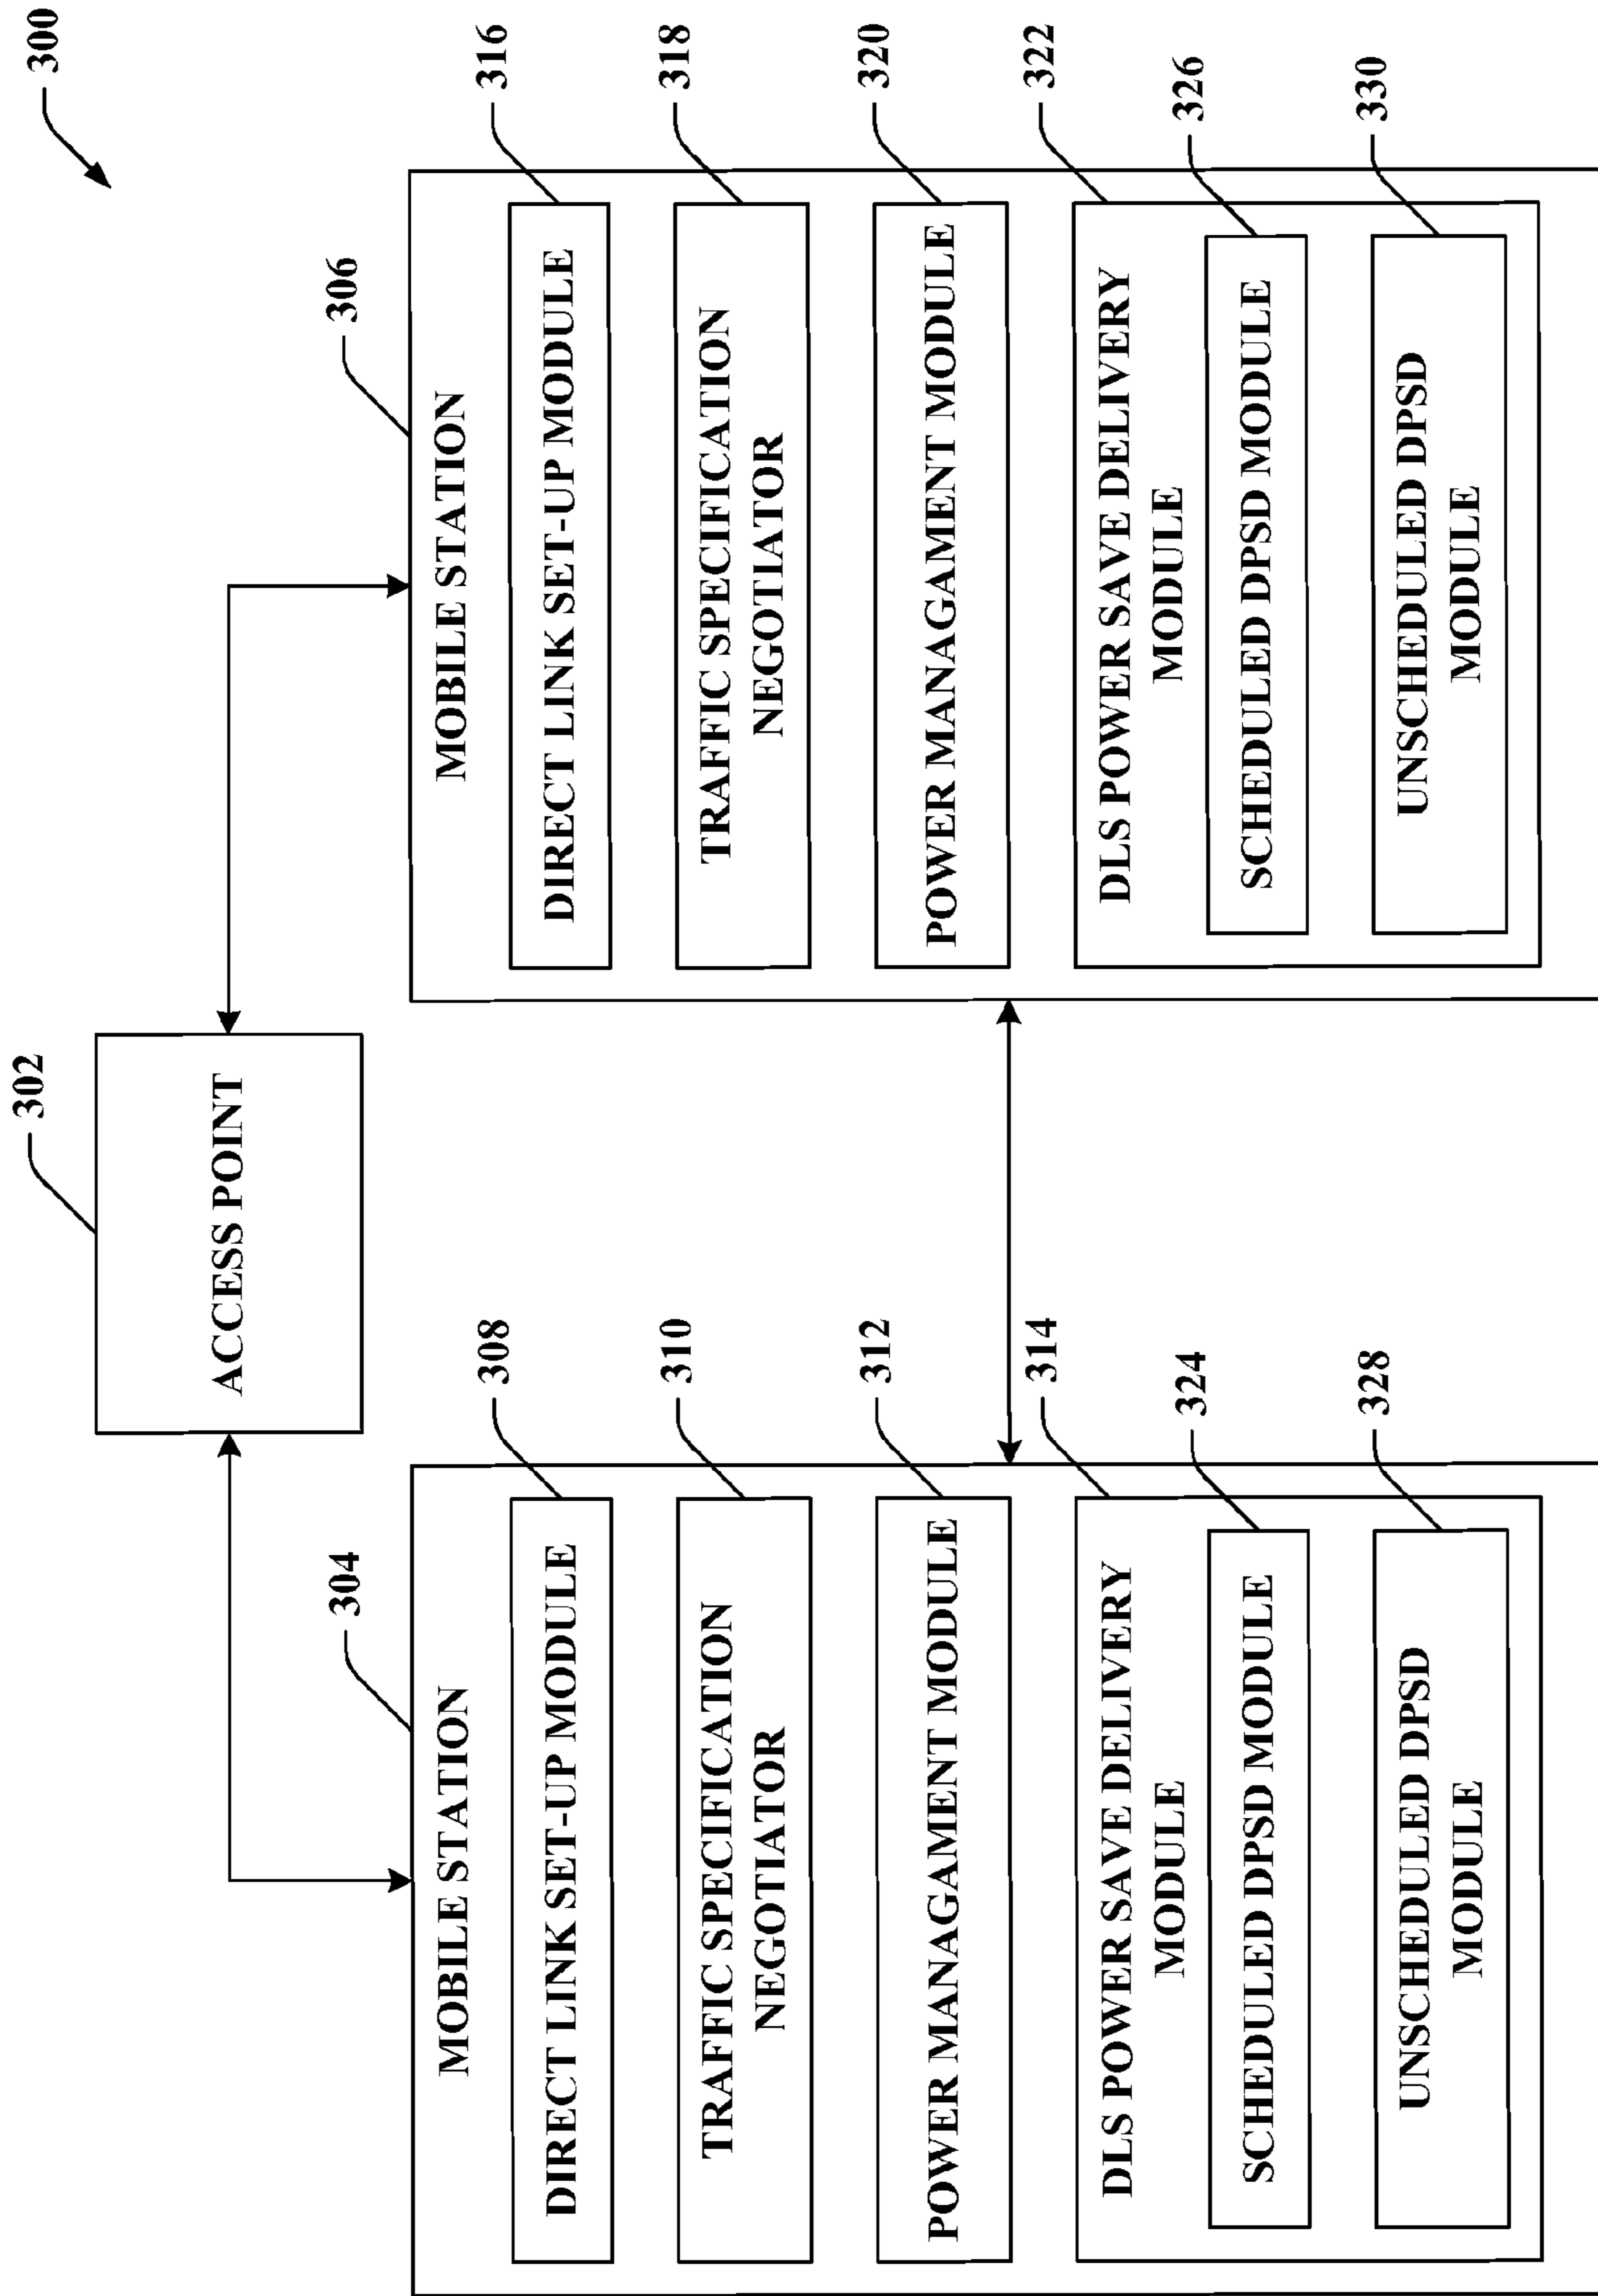 300
302
ACCESS POINT
304
MOBILE STATION
308
DIRECT LINK SET-UP MODULE
310
TRAFFIC SPECIFICATION
NEGOTIATOR
312
POWER MANAGAMENT MODULE
314
DLS POWER SAVE DELIVERY
MODULE
324
SCHEDULED DPSD MODULE
328
UNSCHEDULED DPSD
MODULE
306
MOBILE STATION
316
DIRECT LINK SET-UP MODULE
318
TRAFFIC SPECIFICATION
NEGOTIATOR
320
POWER MANAGAMENT MODULE
322
DLS POWER SAVE DELIVERY
MODULE
326
SCHEDULED DPSD MODULE
330
UNSCHEDULED DPSD
MODULE